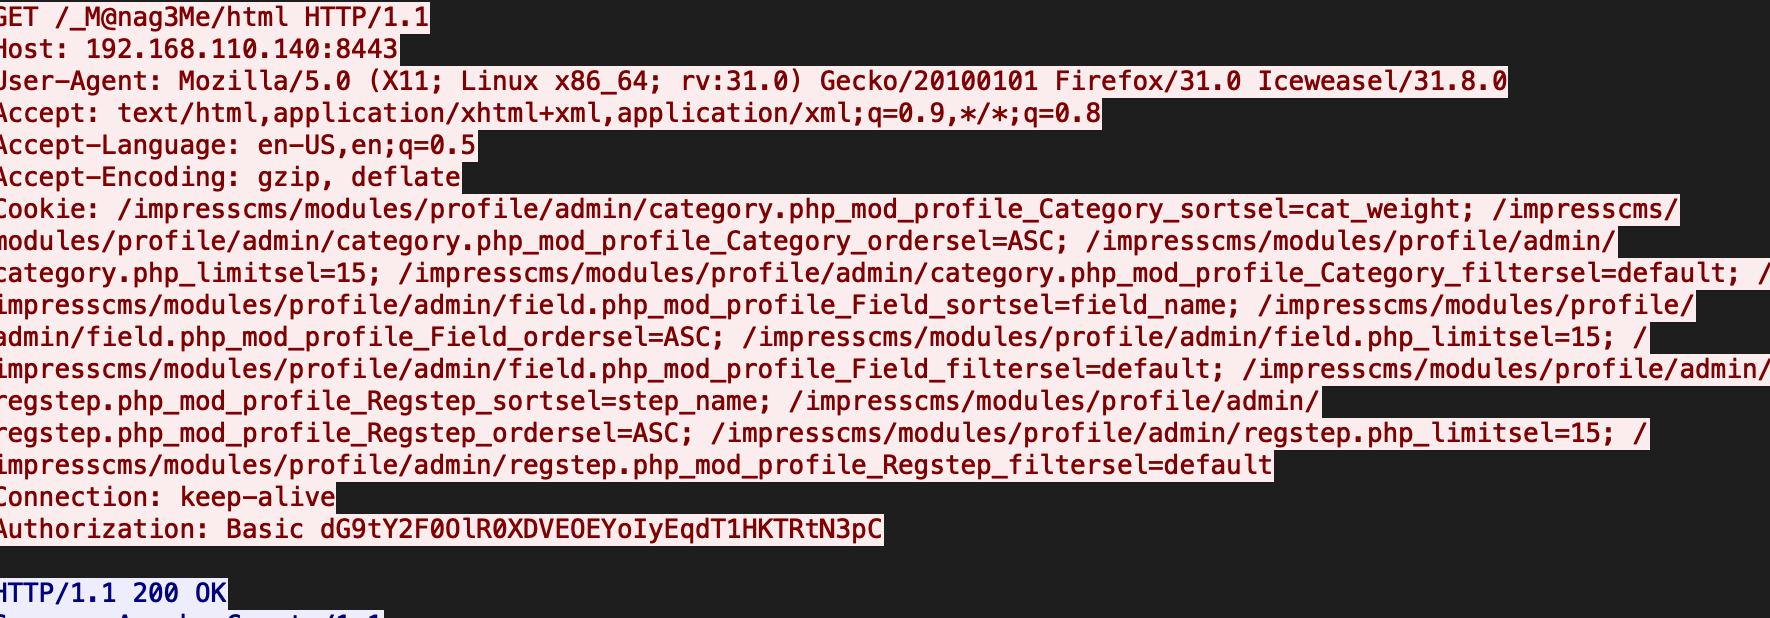 GET /_M@nag3Me/html HTTP/1.1
Host: 192.168.110.140:8443
User-Agent: Mozilla/5.0 (X11; Linux x86_64; rv:31.0) Gecko/20100101 Firefox/31.0 Iceweasel/31.8.0
Accept: text/html,application/xhtml+xml,application/xml;q=0.9,*/*;q=0.8
Accept-Language: en-US,en;q=0.5
Accept-Encoding: gzip, deflate
Cookie: /impresscms/modules/profile/admin/category.php_mod_profile_Category_sortsel=cat_weight; /impresscms/
modules/profile/admin/category.php_mod_profile_Category_ordersel=ASC; /impresscms/modules/profile/admin/
category.php_limitsel=15; /impresscms/modules/profile/admin/category.php_mod_profile_Category_filtersel=default; /
impresscms/modules/profile/admin/field.php_mod_profile_Field_sortsel=field_name; /impresscms/modules/profile/
admin/field.php_mod_profile_Field_ordersel=ASC; /impresscms/modules/profile/admin/field.php_limitsel=15; /
impresscms/modules/profile/admin/field.php_mod_profile_Field_filtersel=default; /impresscms/modules/profile/admin/
regstep.php_mod_profile_Regstep_sortsel=step_name; /impresscms/modules/profile/admin/
regstep.php_mod_profile_Regstep_ordersel=ASC; /impresscms/modules/profile/admin/regstep.php_limitsel=15; /
impresscms/modules/profile/admin/regstep.php_mod_profile_Regstep_filtersel=default
Connection: keep-alive
Authorization: Basic dG9tY2F0OlR0XDVEOEYoIyEqdT1HKTRtN3pC
HTTP/1.1 200 OK